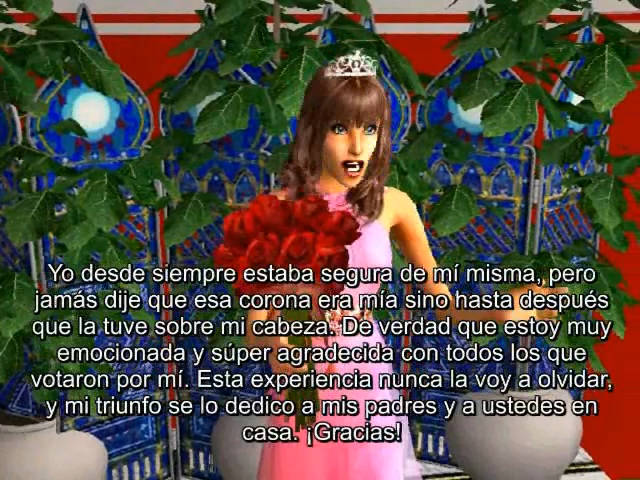 Yo desde siempre estaba segura de mí misma, pero
jamás dije que esa corona era mía sino hasta después
que la tuve sobre mi cabeza. De verdad que estoy muy
emocionada y súper agradecida con todos los que
votaron por mí. Esta experiencia nunca la voy a olvidar,
y mi triunfo se lo dedico a mis padres y a ustedes en
casa. ¡Gracias!